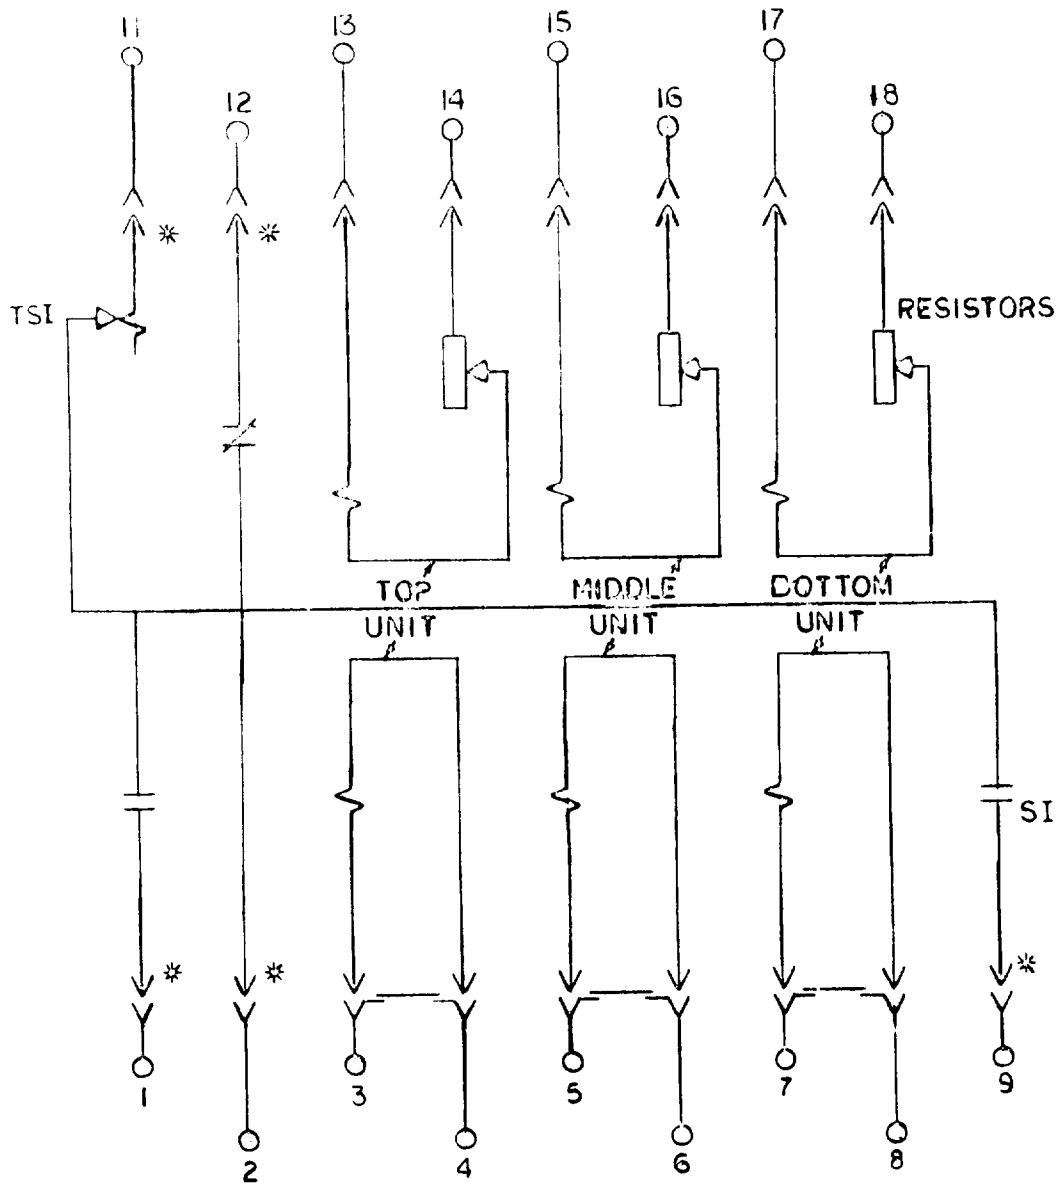 11 13 15 17
12 14 16 18
*
*
TSI
RESISTORS
TOP UNIT
MIDDLE UNIT
BOTTOM UNIT
SI
*
*
*
1 3 5 7 9
2 4 6 8